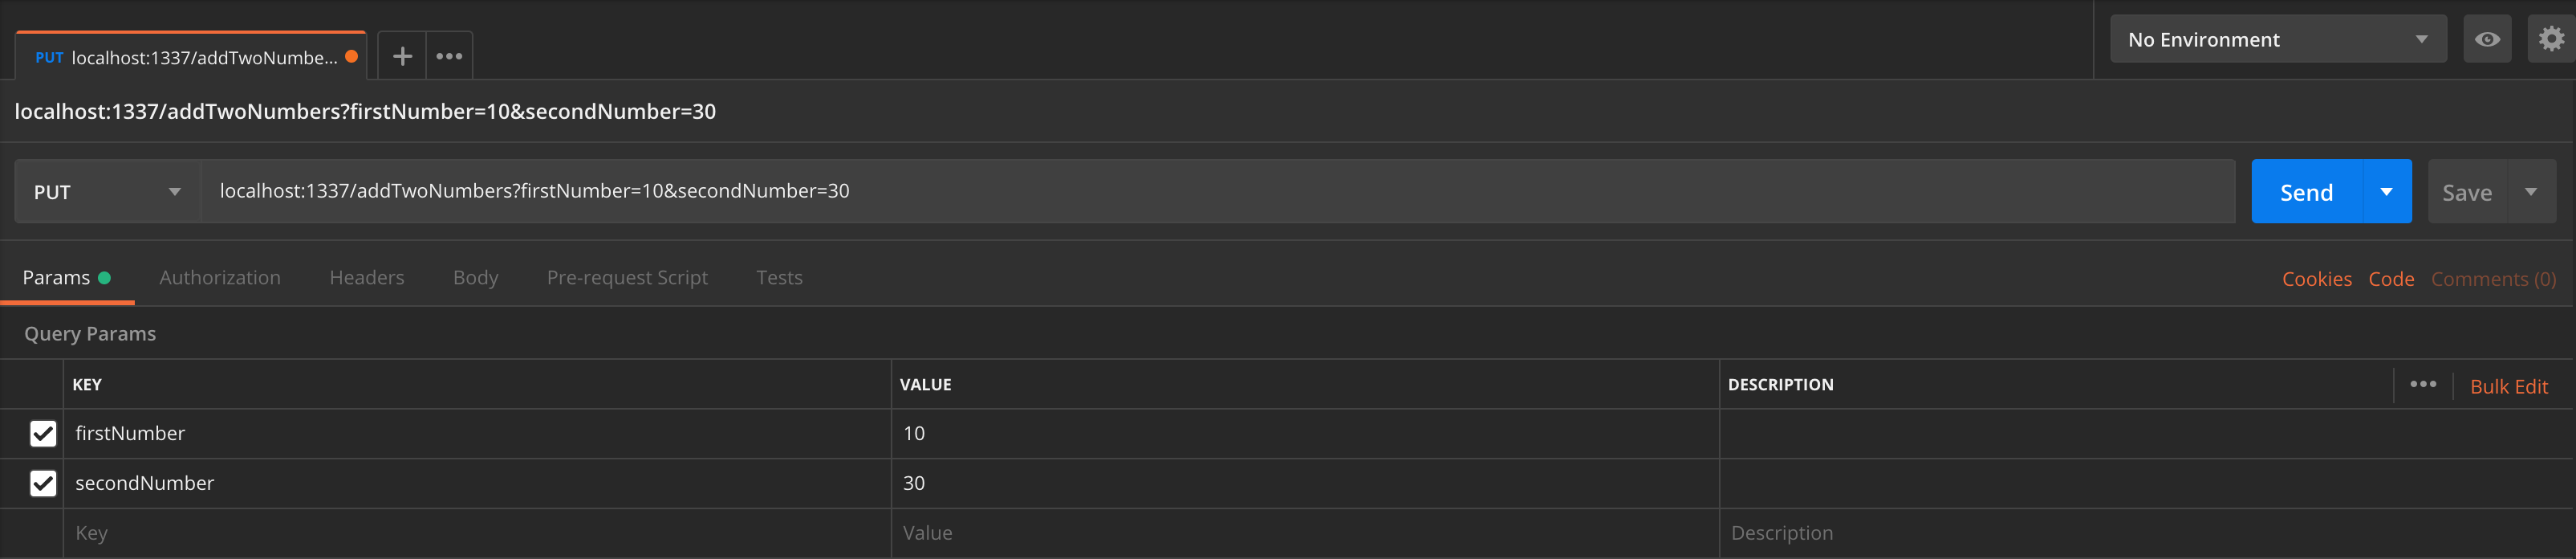 PUT localhost:1337/addTwoNumbe...
No Environment
localhost:1337/addTwoNumbers?firstNumber=10&secondNumber=30
PUT localhost:1337/addTwoNumbers?firstNumber=10&secondNumber=30 Send Save
Params Authorization Headers Body Pre-request Script Tests Cookies Code Comments (0)
Query Params
KEY VALUE DESCRIPTION Bulk Edit
firstNumber 10
secondNumber 30
Key Value Description